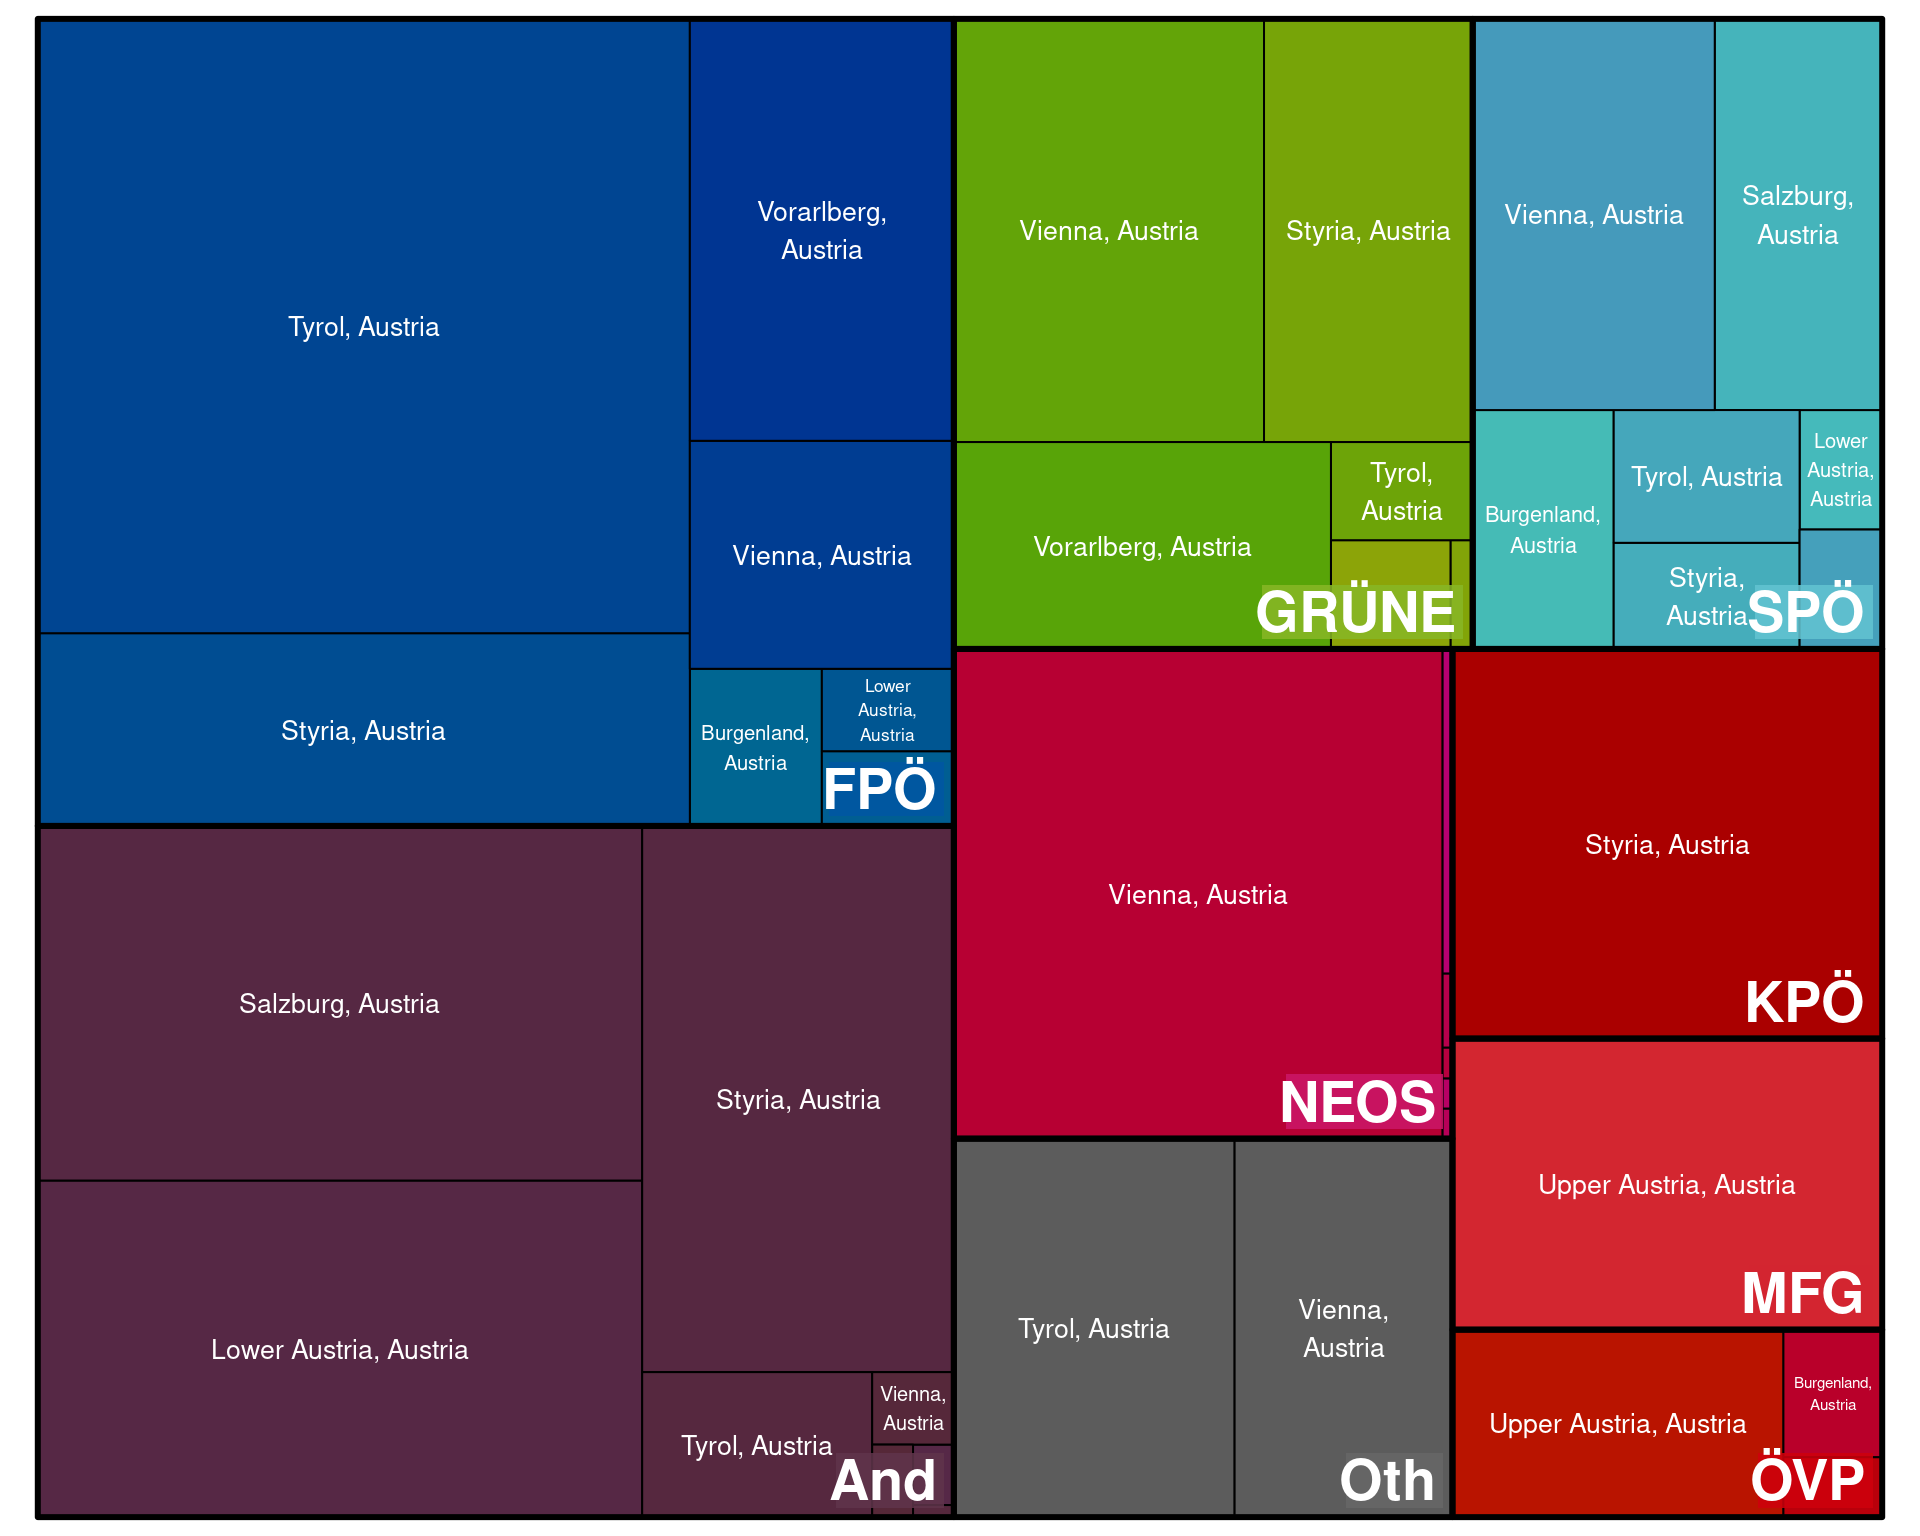 Tyrol, Austria
Vorarlberg,
Austria
Vienna, Austria
Styria, Austria
Burgenland,
Austria
Lower
Austria,
Austria
FPÖ
Vienna, Austria
Styria, Austria
Vorarlberg, Austria
Tyrol,
Austria
GRÜNE
Vienna, Austria
Salzburg,
Austria
Burgenland,
Austria
Tyrol, Austria
Lower
Austria,
Austria
Styria,
Austria
SPÖ
Salzburg, Austria
Styria, Austria
Lower Austria, Austria
Tyrol, Austria
Vienna,
Austria
And
Vienna, Austria
NEOS
Styria, Austria
KPÖ
Upper Austria, Austria
MFG
Tyrol, Austria
Vienna,
Austria
Oth
Upper Austria, Austria
Burgenland,
Austria
ÖVP